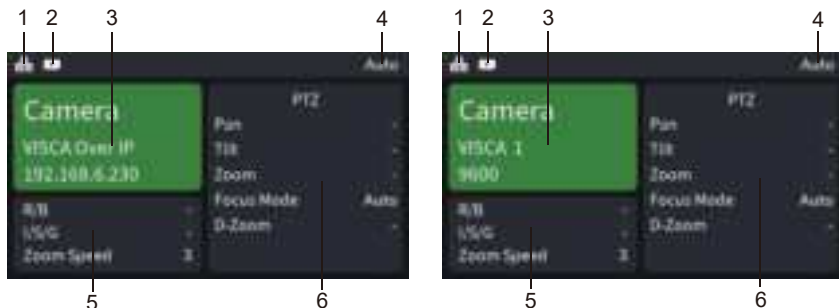 1 2 3 4
Auto
Camera
VISCA Over IP
192.168.6.230
R/B -
I/S/G -
Zoom Speed 3
PTZ
Pan -
Tilt -
Zoom -
Focus Mode Auto
D-Zoom -
5 6
1 2 3 4
Auto
Camera
VISCA 1
9600
R/B -
I/S/G -
Zoom Speed 3
PTZ
Pan -
Tilt -
Zoom -
Focus Mode Auto
D-Zoom -
5 6